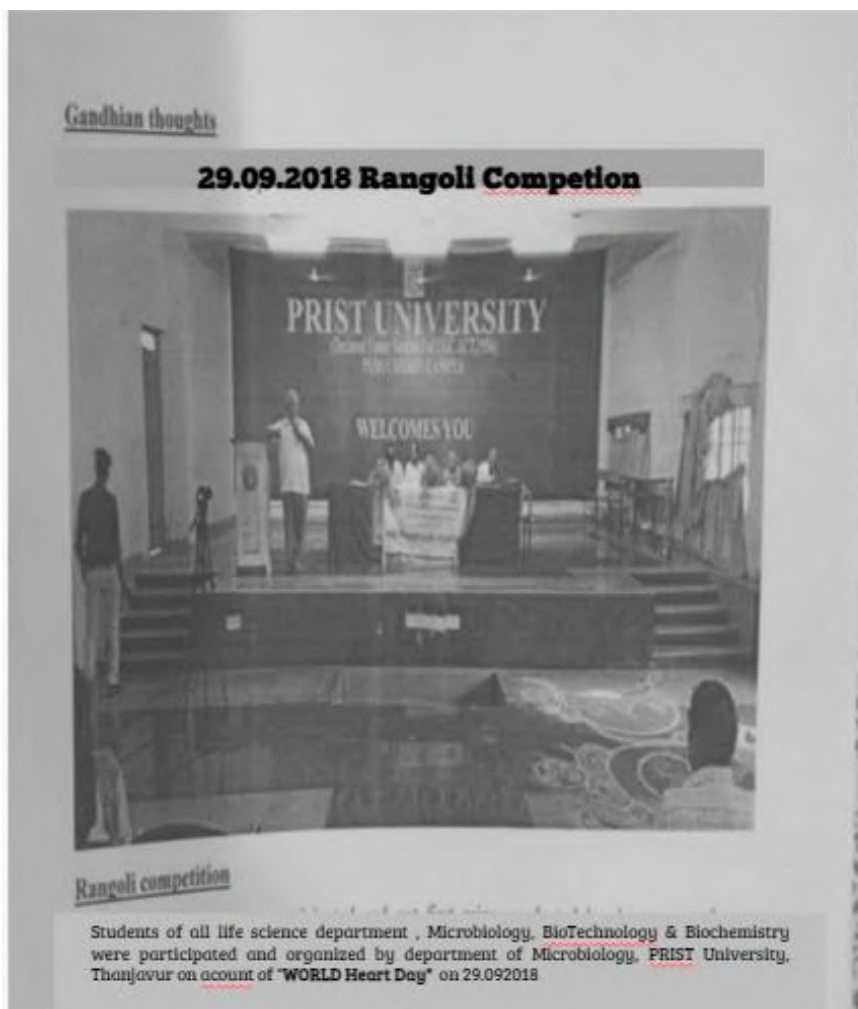 Gandhian thoughts
29.09.2018 Rangoli Competion
PRIST UNIVERSITY
WELCOMES YOU
Rangoli competition
Students of all life science department , Microbiology, BioTechnology & Biochemistry
were participated and organized by department of Microbiology, PRIST University,
Thanjavur on acount of "WORLD Heart Day" on 29.092018